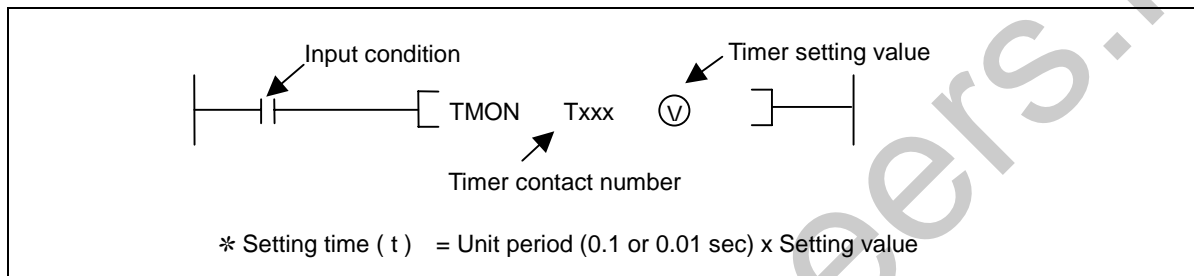 Input condition
Timer setting value
TMON Txxx V
Timer contact number
✻ Setting time ( t ) = Unit period (0.1 or 0.01 sec) x Setting value
eers.